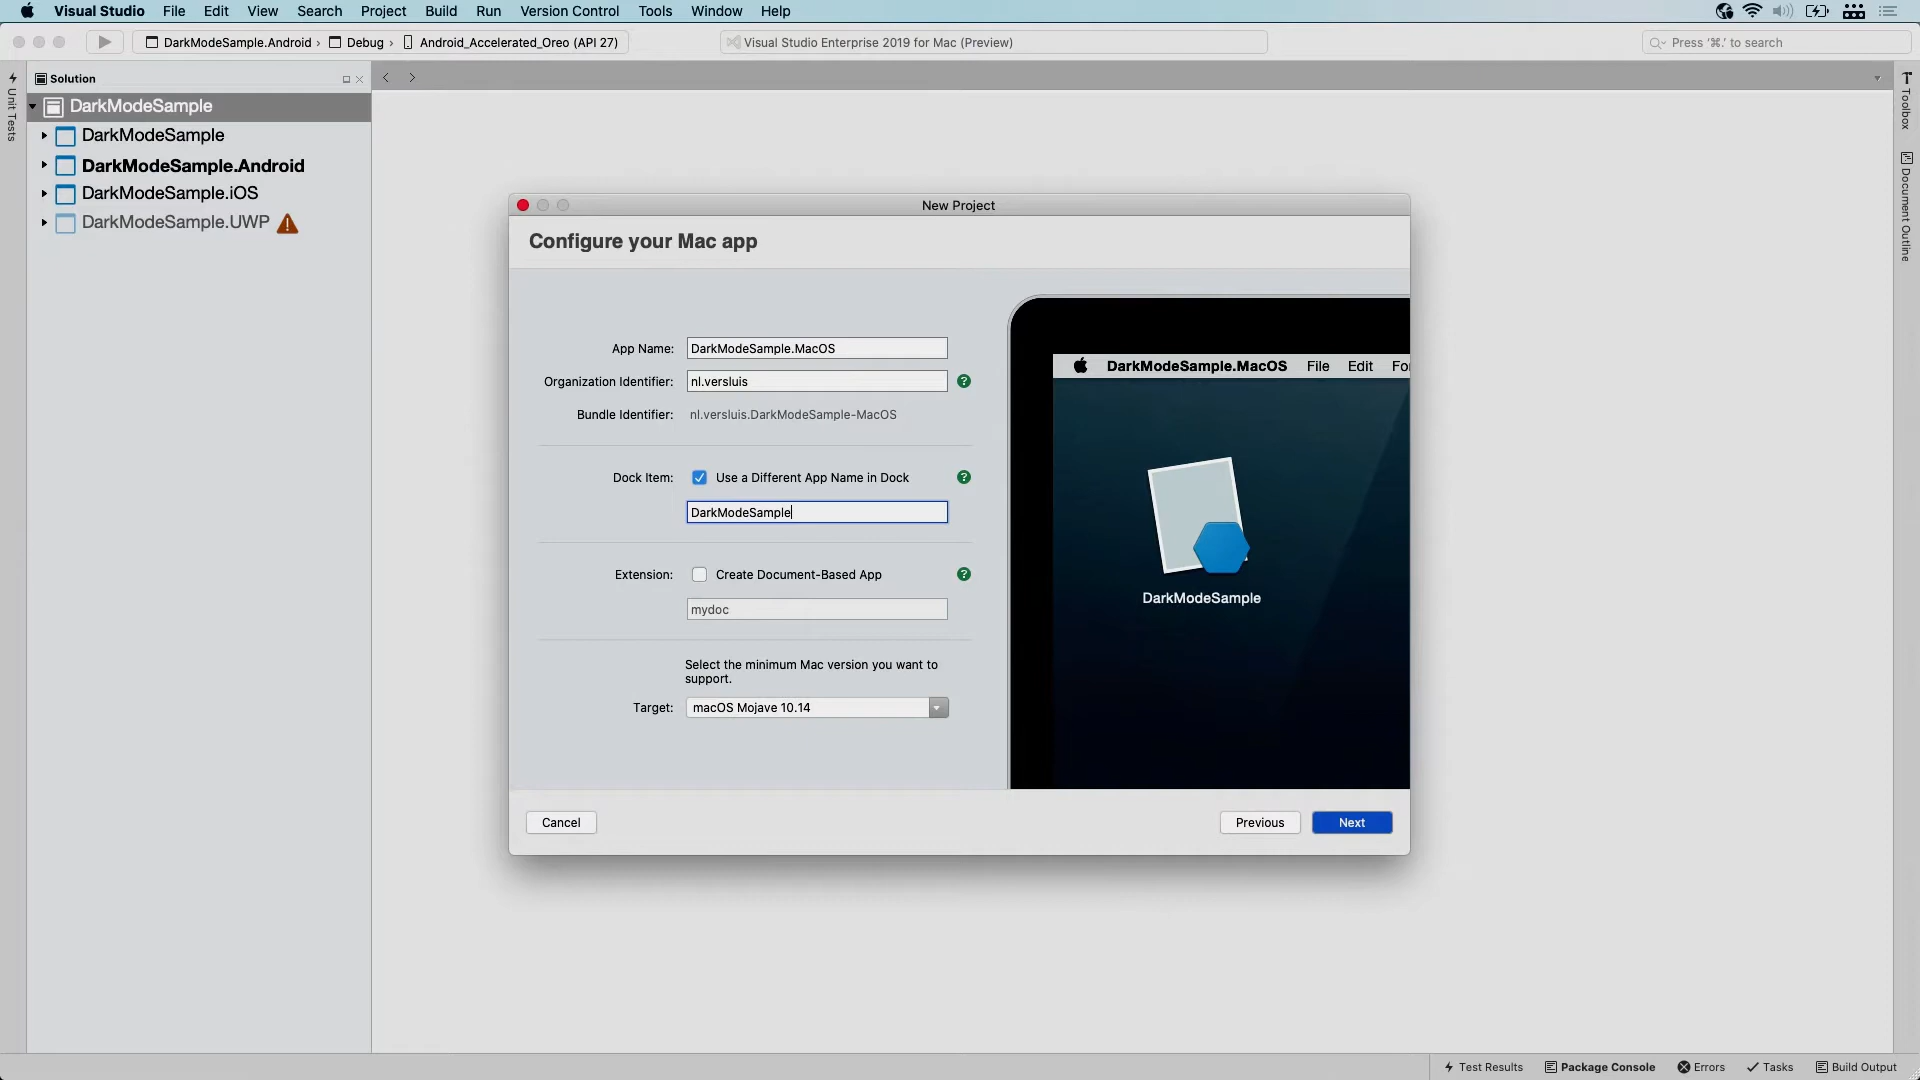 Visual Studio File Edit View Search Project Build Run Version Control Tools Window Help
DarkModeSample.Android › Debug › Android_Accelerated_Oreo (API 27)
Visual Studio Enterprise 2019 for Mac (Preview)
Press '⌘.' to search
Solution
Unit Tests
DarkModeSample
DarkModeSample
DarkModeSample.Android
DarkModeSample.iOS
DarkModeSample.UWP
Toolbox
Document Outline
New Project
Configure your Mac app
App Name: DarkModeSample.MacOS
Organization Identifier: nl.versluis ?
Bundle Identifier: nl.versluis.DarkModeSample-MacOS
Dock Item: Use a Different App Name in Dock ?
DarkModeSample
Extension: Create Document-Based App ?
mydoc
Select the minimum Mac version you want to
support.
Target: macOS Mojave 10.14
DarkModeSample.MacOS File Edit Fo
DarkModeSample
Cancel Previous Next
Test Results Package Console Errors Tasks Build Output